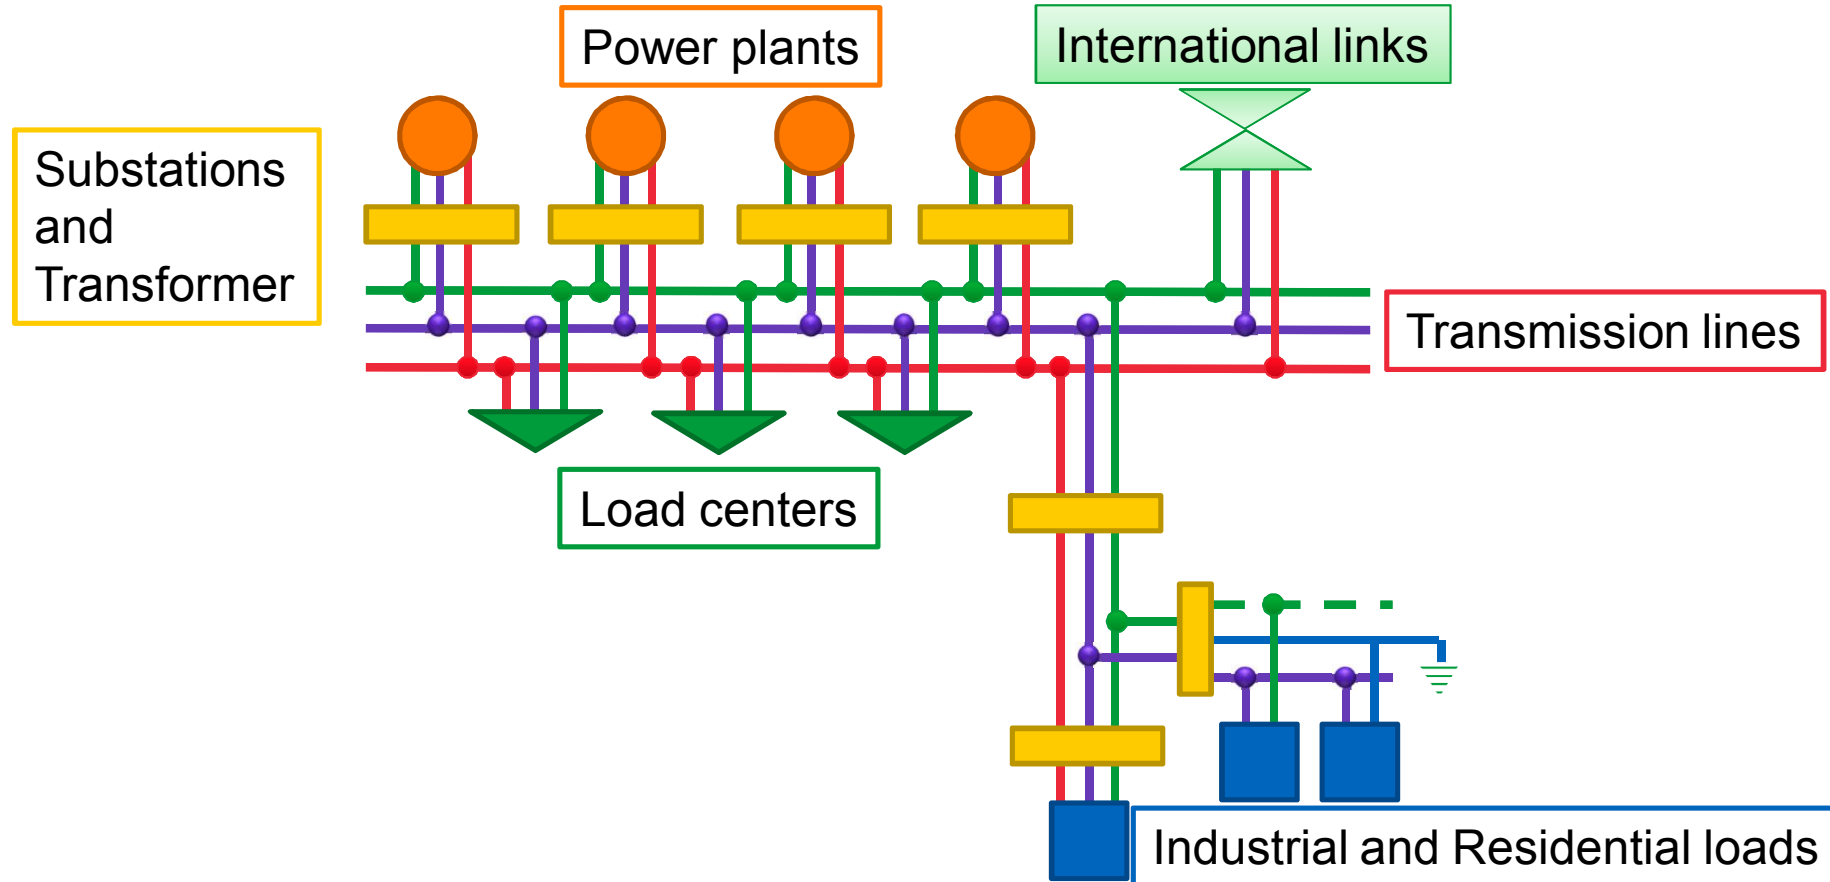 Power plants
International links
Substations
and
Transformer
Transmission lines
Load centers
Industrial and Residential loads